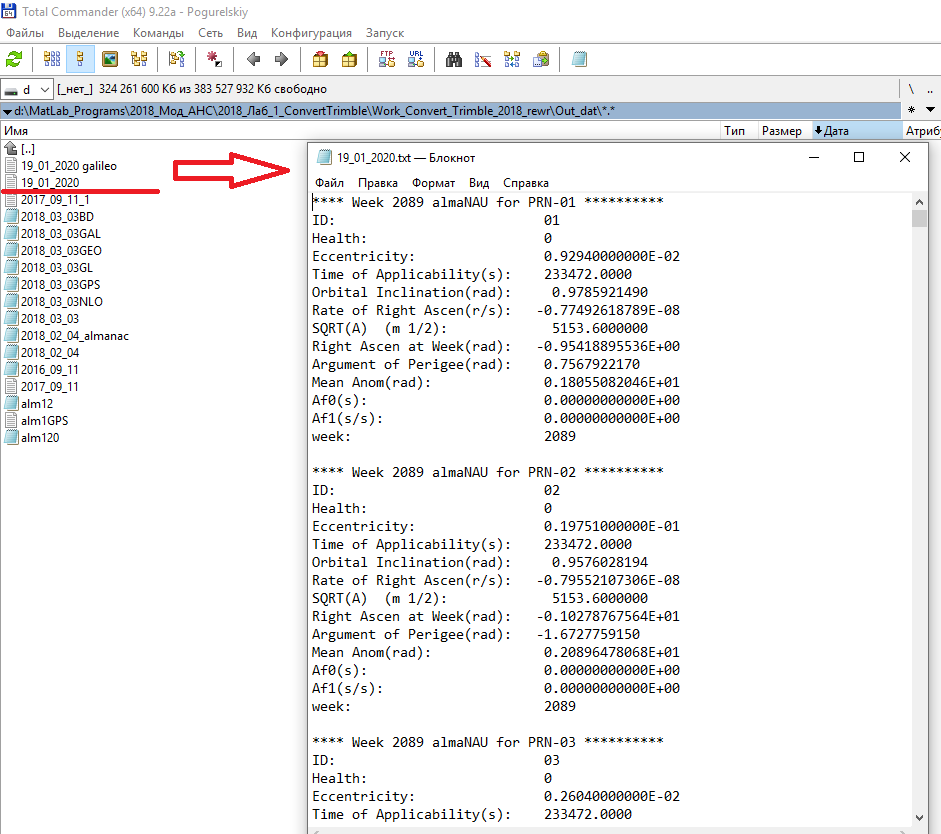 Total Commander (x64) 9.22a - Pogurelskiy
Файлы Выделение Команды Сеть Вид Конфигурация Запуск
FTP URL
d [_нет_] 324 261 600 Кб из 383 527 932 Кб свободно \ ..
d:\MatLab_Programs\2018_Мод_АНС\2018_Лаб_1_ConvertTrimble\Work_Convert_Trimble_2018_rewr\Out_dat\*.* *
Имя Тип Размер Дата Атрибу
[..]
19_01_2020 galileo
19_01_2020
2017_09_11_1
2018_03_03BD
2018_03_03GAL
2018_03_03GEO
2018_03_03GL
2018_03_03GPS
2018_03_03NLO
2018_03_03
2018_02_04_almanac
2018_02_04
2016_09_11
2017_09_11
alm12
alm1GPS
alm120
19_01_2020.txt — Блокнот
Файл Правка Формат Вид Справка
**** Week 2089 almaNAU for PRN-01 **********
ID: 01
Health: 0
Eccentricity: 0.92940000000E-02
Time of Applicability(s): 233472.0000
Orbital Inclination(rad): 0.9785921490
Rate of Right Ascen(r/s): -0.77492618789E-08
SQRT(A) (m 1/2): 5153.6000000
Right Ascen at Week(rad): -0.95418895536E+00
Argument of Perigee(rad): 0.7567922170
Mean Anom(rad): 0.18055082046E+01
Af0(s): 0.00000000000E+00
Af1(s/s): 0.00000000000E+00
week: 2089
**** Week 2089 almaNAU for PRN-02 **********
ID: 02
Health: 0
Eccentricity: 0.19751000000E-01
Time of Applicability(s): 233472.0000
Orbital Inclination(rad): 0.9576028194
Rate of Right Ascen(r/s): -0.79552107306E-08
SQRT(A) (m 1/2): 5153.6000000
Right Ascen at Week(rad): -0.10278767564E+01
Argument of Perigee(rad): -1.6727759150
Mean Anom(rad): 0.20896478068E+01
Af0(s): 0.00000000000E+00
Af1(s/s): 0.00000000000E+00
week: 2089
**** Week 2089 almaNAU for PRN-03 **********
ID: 03
Health: 0
Eccentricity: 0.26040000000E-02
Time of Applicability(s): 233472.0000